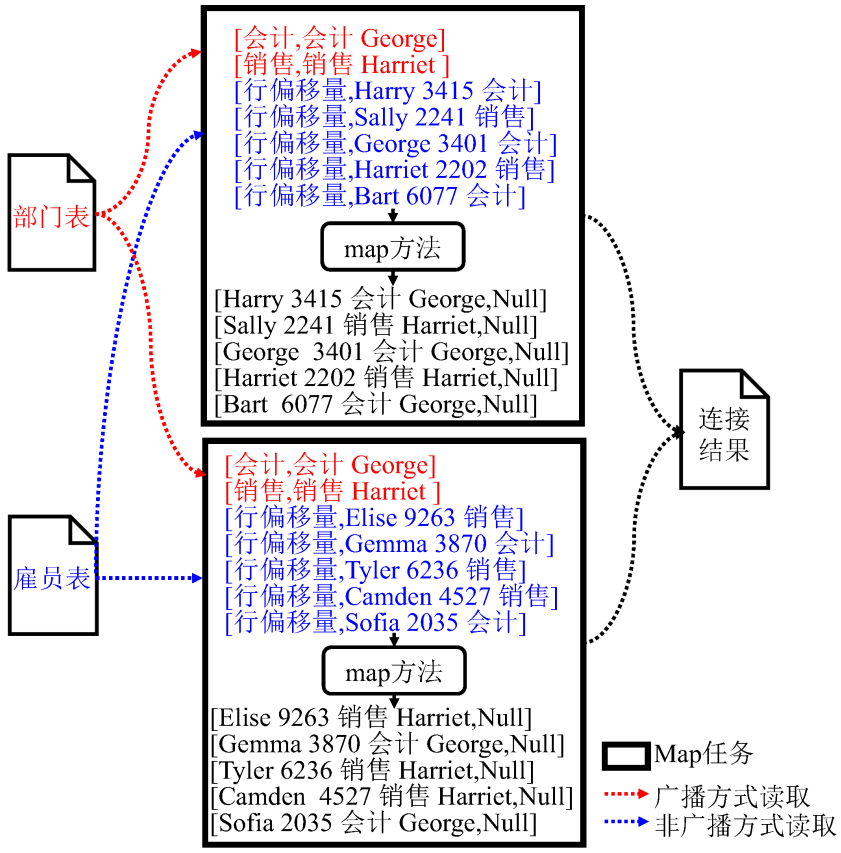 [会计,会计 George]
[销售,销售 Harriet ]
[行偏移量,Harry 3415 会计]
[行偏移量,Sally 2241 销售]
[行偏移量,George 3401 会计]
[行偏移量,Harriet 2202 销售]
[行偏移量,Bart 6077 会计]
map方法
[Harry 3415 会计 George,Null]
[Sally 2241 销售 Harriet,Null]
[George  3401 会计 George,Null]
[Harriet 2202 销售 Harriet,Null]
[Bart  6077 会计 George,Null]
部门表
雇员表
[会计,会计 George]
[销售,销售 Harriet ]
[行偏移量,Elise 9263 销售]
[行偏移量,Gemma 3870 会计]
[行偏移量,Tyler 6236 销售]
[行偏移量,Camden 4527 销售]
[行偏移量,Sofia 2035 会计]
map方法
[Elise 9263 销售 Harriet,Null]
[Gemma 3870 会计 George,Null]
[Tyler 6236 销售 Harriet,Null]
[Camden  4527 销售 Harriet,Null]
[Sofia 2035 会计 George,Null]
连接
结果
Map任务
广播方式读取
非广播方式读取